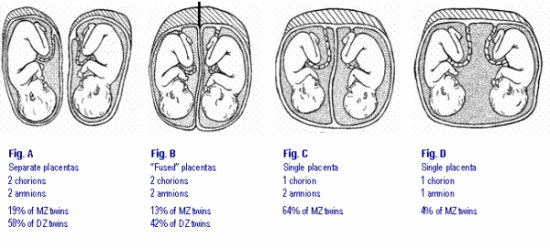 Fig. A
Separate placentas
2 chorions
2 amnions
19% of MZ twins
58% of DZ twins
Fig. B
"Fused" placentas
2 chorions
2 amnions
13% of MZ twins
42% of DZ twins
Fig. C
Single placenta
1 chorion
2 amnions
64% of MZ twins
Fig. D
Single placenta
1 chorion
1 amnion
4% of MZ twins